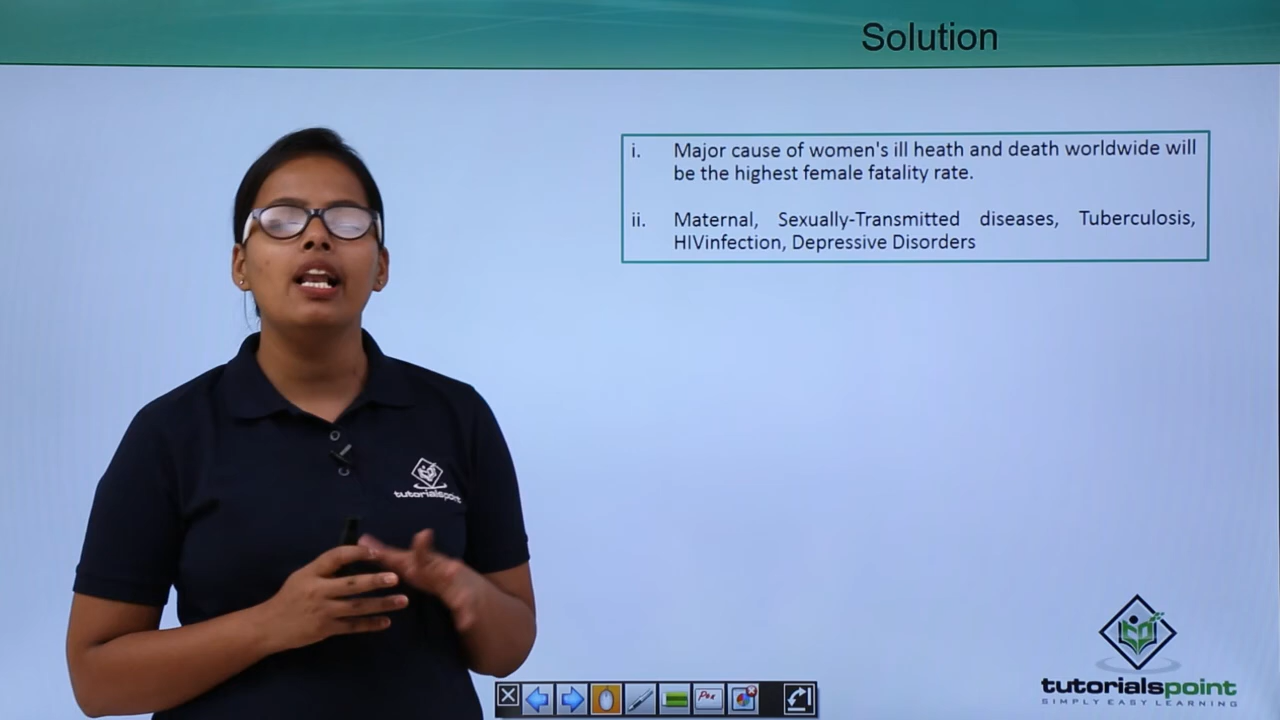 Solution
i. Major cause of women's ill heath and death worldwide will
be the highest female fatality rate.
ii. Maternal, Sexually-Transmitted diseases, Tuberculosis,
HIVinfection, Depressive Disorders
tutorialspoint
Pen
tutorialspoint
SIMPLY EASY LEARNING